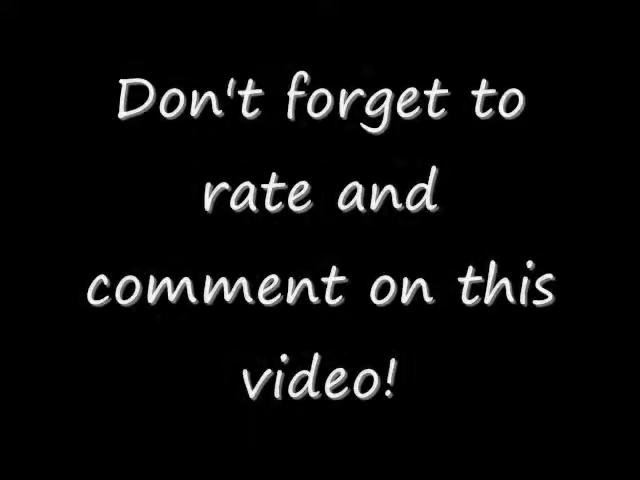 Don't forget to
rate and
comment on this
video!